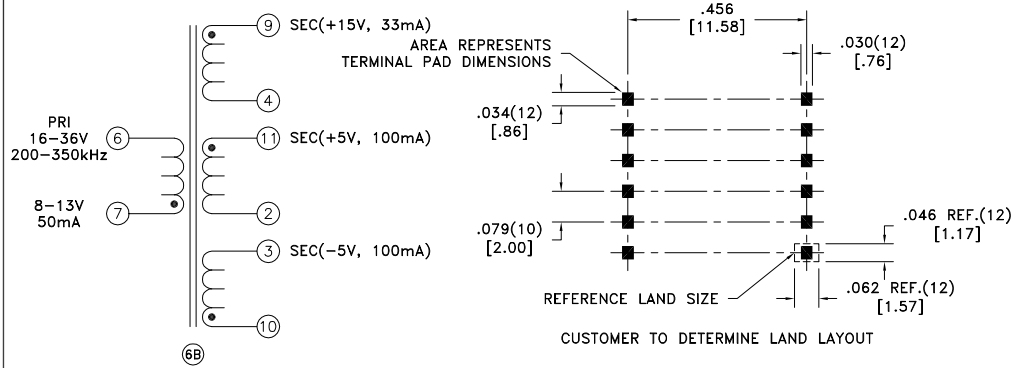 PRI
16-36V
200-350kHz
6
7
8-13V
50mA
9 SEC(+15V, 33mA)
4
11 SEC(+5V, 100mA)
2
3 SEC(-5V, 100mA)
10
6B
.456
[11.58]
AREA REPRESENTS
TERMINAL PAD DIMENSIONS
.030(12)
[.76]
.034(12)
[.86]
.079(10)
[2.00]
.046 REF.(12)
[1.17]
REFERENCE LAND SIZE
.062 REF.(12)
[1.57]
CUSTOMER TO DETERMINE LAND LAYOUT